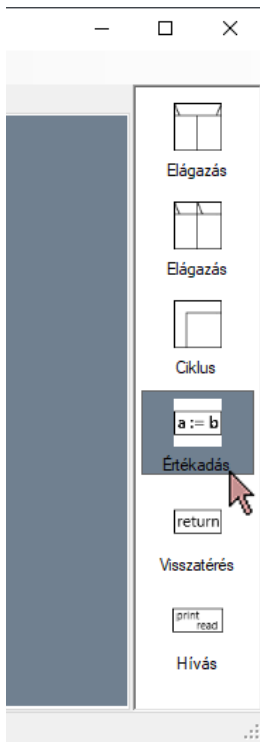 Elágazás
Elágazás
Ciklus
a := b
Értékadás
return
Visszatérés
print
read
Hívás